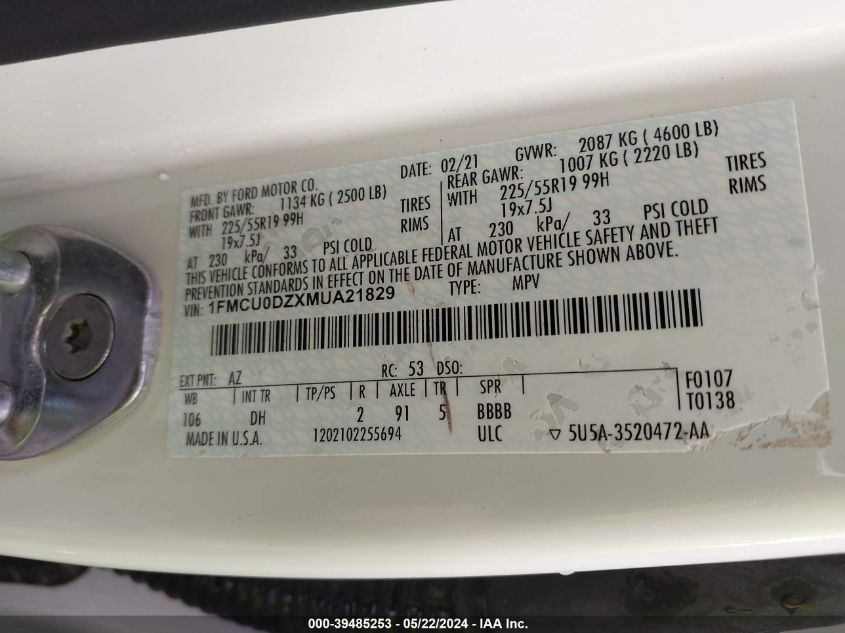 MFD. BY FORD MOTOR CO. DATE: 02/21 GVWR: 2087 KG ( 4600 LB)
FRONT GAWR: 1134 KG ( 2500 LB) REAR GAWR: 1007 KG ( 2220 LB)
WITH 225/55R19 99H TIRES WITH 225/55R19 99H TIRES
19x7.5J RIMS 19x7.5J RIMS
AT 230 kPa/ 33 PSI COLD AT 230 kPa/ 33 PSI COLD
THIS VEHICLE CONFORMS TO ALL APPLICABLE FEDERAL MOTOR VEHICLE SAFETY AND THEFT
PREVENTION STANDARDS IN EFFECT ON THE DATE OF MANUFACTURE SHOWN ABOVE.
VIN: 1FMCU0DZXMUA21829 TYPE: MPV
EXT PNT: AZ RC: 53 DSO:
WB INT TR TP/PS R AXLE TR SPR F0107
106 DH 2 91 5 BBBB T0138
MADE IN U.S.A. 1202102255694 ULC 5U5A-3520472-AA
000-39485253 - 05/22/2024 - IAA Inc.